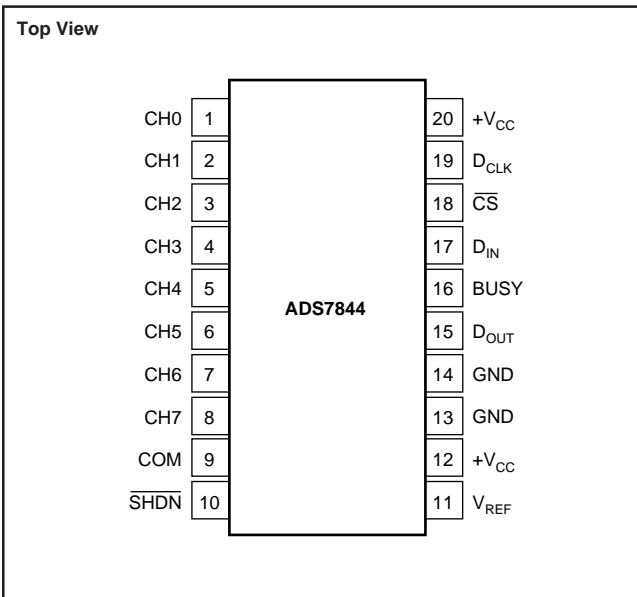 Top View
CH0 1
CH1 2
CH2 3
CH3 4
CH4 5
CH5 6
CH6 7
CH7 8
COM 9
S̅H̅D̅N̅ 10
ADS7844
20 +VCC
19 DCLK
18 C̅S̅
17 DIN
16 BUSY
15 DOUT
14 GND
13 GND
12 +VCC
11 VREF